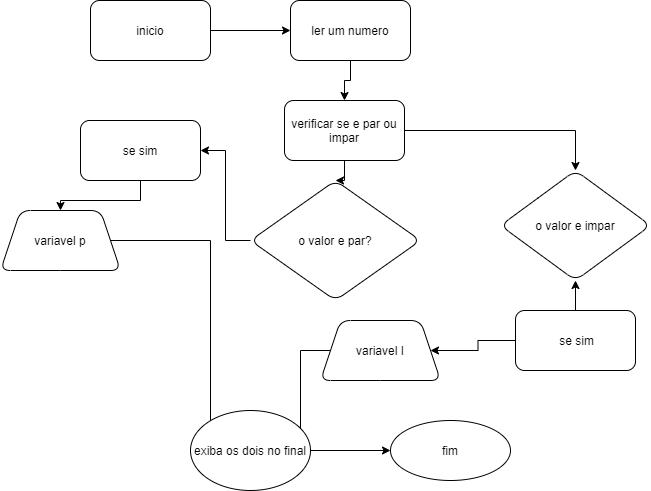 inicio
ler um numero
verificar se e par ou
impar
se sim
variavel p
o valor e par?
o valor e impar
se sim
variavel I
exiba os dois no final
fim